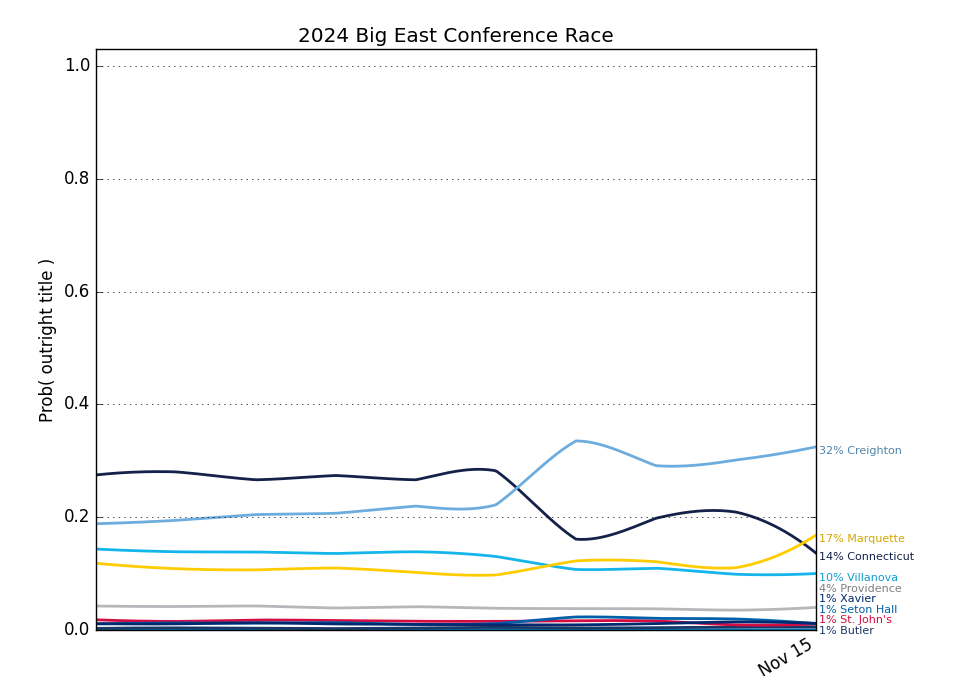 2024 Big East Conference Race
1.0
0.8
0.6
0.4
0.2
0.0
Prob( outright title )
32% Creighton
17% Marquette
14% Connecticut
10% Villanova
4% Providence
1% Xavier
1% Seton Hall
1% St. John's
1% Butler
Nov 15